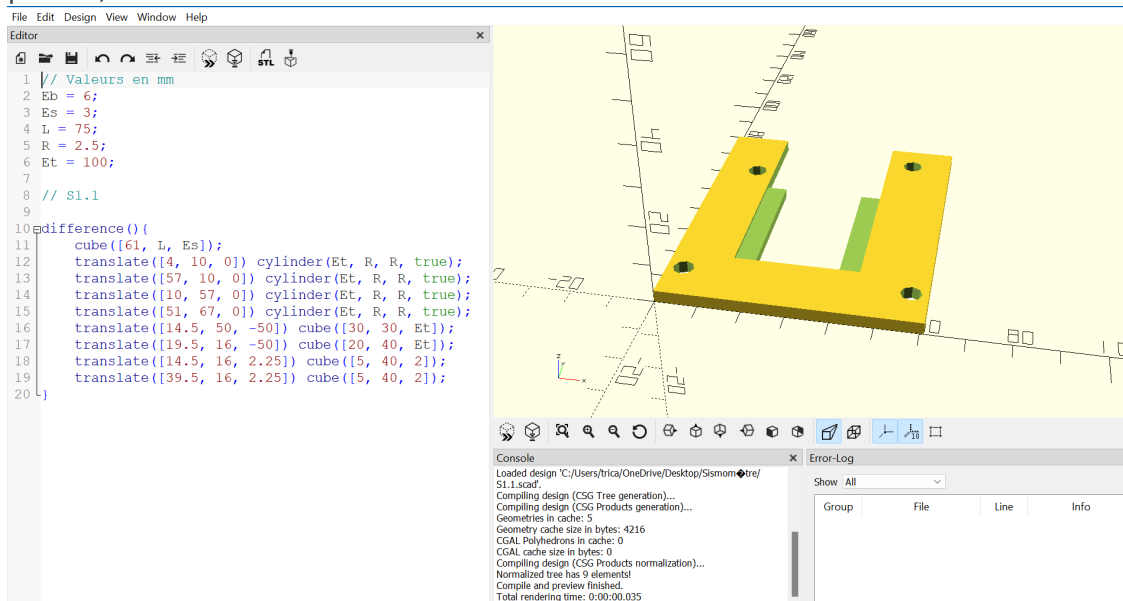 File Edit Design View Window Help
Editor
STL
1 // Valeurs en mm
2 Eb = 6;
3 Es = 3;
4 L = 75;
5 R = 2.5;
6 Et = 100;
7
8 // S1.1
9
10 difference(){
11 cube([61, L, Es]);
12 translate([4, 10, 0]) cylinder(Et, R, R, true);
13 translate([57, 10, 0]) cylinder(Et, R, R, true);
14 translate([10, 57, 0]) cylinder(Et, R, R, true);
15 translate([51, 67, 0]) cylinder(Et, R, R, true);
16 translate([14.5, 50, -50]) cube([30, 30, Et]);
17 translate([19.5, 16, -50]) cube([20, 40, Et]);
18 translate([14.5, 16, 2.25]) cube([5, 40, 2]);
19 translate([39.5, 16, 2.25]) cube([5, 40, 2]);
20 }
-20
80
z
y
x
10
Console
Loaded design 'C:/Users/trica/OneDrive/Desktop/Sismom�tre/
S1.1.scad'.
Compiling design (CSG Tree generation)...
Compiling design (CSG Products generation)...
Geometries in cache: 5
Geometry cache size in bytes: 4216
CGAL Polyhedrons in cache: 0
CGAL cache size in bytes: 0
Compiling design (CSG Products normalization)...
Normalized tree has 9 elements!
Compile and preview finished.
Total rendering time: 0:00:00.035
Error-Log
Show All
Group File Line Info